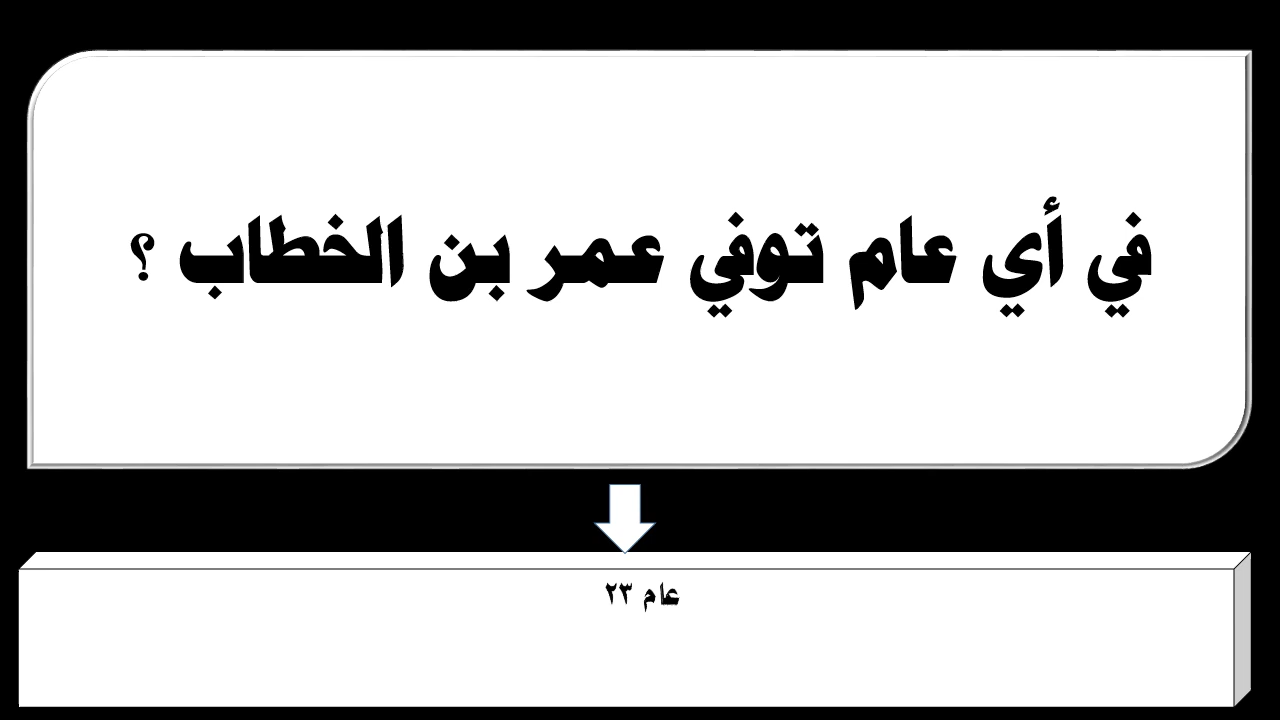 في أي عام توفي عمر بن الخطاب ؟
عام ٢٣